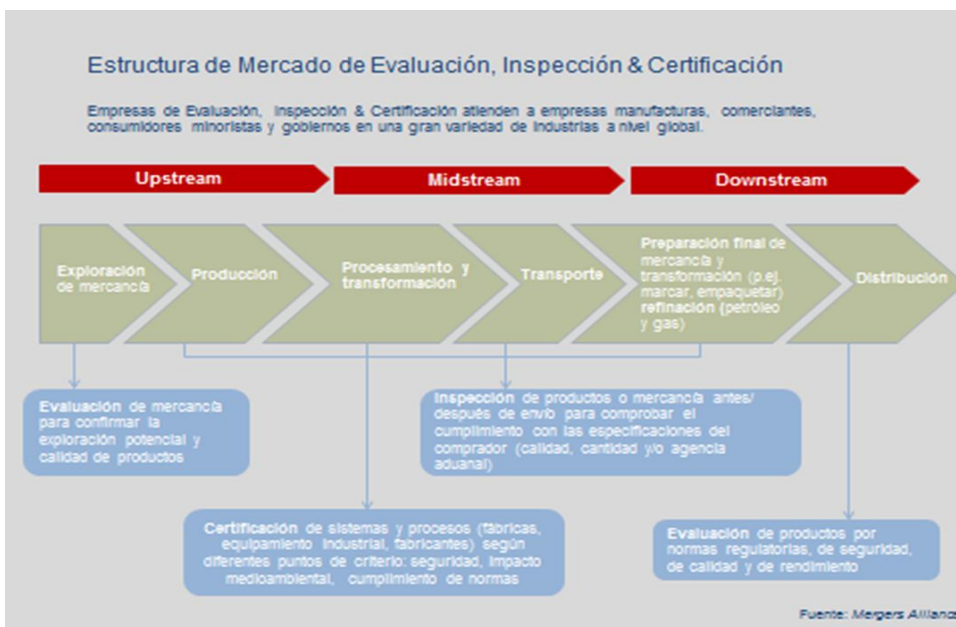 Estructura de Mercado de Evaluación, Inspección & Certificación
Empresas de Evaluación, Inspección & Certificación atienden a empresas manufacturas, comerciantes,
consumidores minoristas y gobiernos en una gran variedad de industrias a nivel global.
Upstream
Midstream
Downstream
Exploración
de mercancía
Producción
Procesamiento y
transformación
Transporte
Preparación final de
mercancía y
transformación (p.ej.
marcar, empaquetar)
refinación (petróleo
y gas)
Distribución
Evaluación de mercancía
para confirmar la
exploración potencial y
calidad de productos
Inspección de productos o mercancía antes/
después de envío para comprobar el
cumplimiento con las especificaciones del
comprador (calidad, cantidad y/o agencia
aduanal)
Certificación de sistemas y procesos (fábricas,
equipamiento industrial, fabricantes) según
diferentes puntos de criterio: seguridad, impacto
medioambiental, cumplimiento de normas
Evaluación de productos por
normas regulatorias, de seguridad,
de calidad y de rendimiento
Fuente: Mergers Alliance